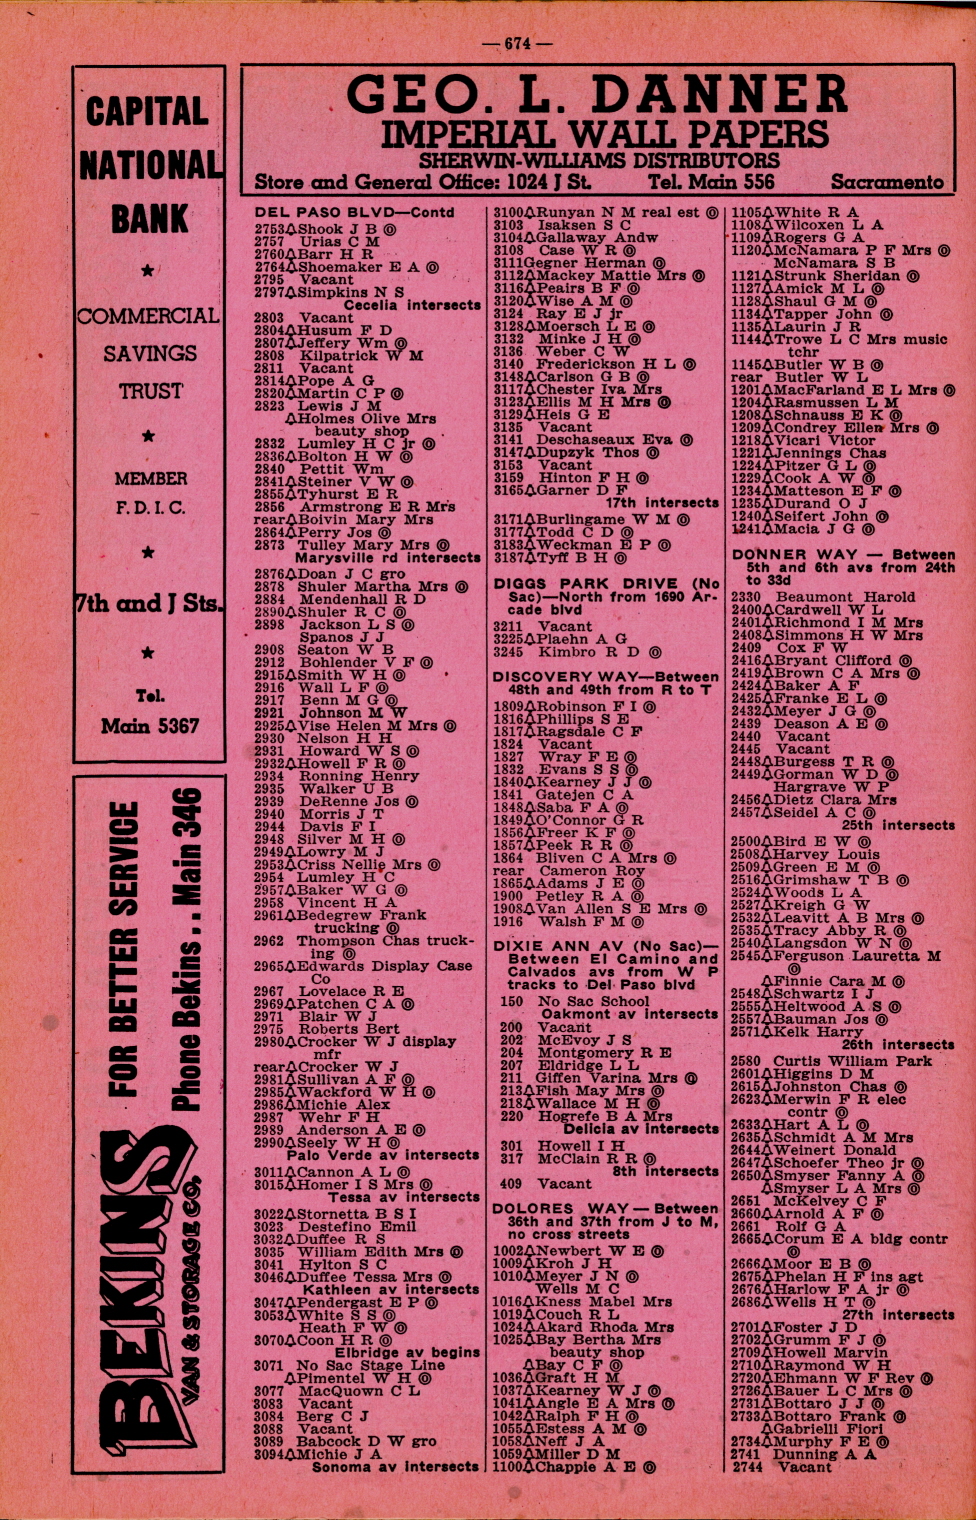 — 674 —
CAPITAL
NATIONAL
BANK
★
COMMERCIAL
SAVINGS
TRUST
★
MEMBER
F. D. I. C.
★
7th and J Sts.
★
Tel.
Main 5367
FOR BETTER SERVICE
Phone Bekins . . Main 346
BEKINS
VAN & STORAGE CO.
GEO. L. DANNER
IMPERIAL WALL PAPERS
SHERWIN-WILLIAMS DISTRIBUTORS
Store and General Office: 1024 J St. Tel. Main 556 Sacramento
DEL PASO BLVD—Contd
2753△Shook J B ⓞ
2757 Urias C M
2760△Barr H R
2764△Shoemaker E A ⓞ
2795 Vacant
2797△Simpkins N S
Cecelia intersects
2803 Vacant
2804△Husum F D
2807△Jeffery Wm ⓞ
2808 Kilpatrick W M
2811 Vacant
2814△Pope A G
2820△Martin C P ⓞ
2823 Lewis J M
△Holmes Olive Mrs
beauty shop
2832 Lumley H C jr ⓞ
2836△Bolton H W ⓞ
2840 Pettit Wm
2841△Steiner V W ⓞ
2855△Tyhurst E R
2856 Armstrong E R Mrs
rear△Boivin Mary Mrs
2864△Perry Jos ⓞ
2873 Tulley Mary Mrs ⓞ
Marysville rd intersects
2876△Doan J C gro
2878 Shuler Martha Mrs ⓞ
2884 Mendenhall R D
2890△Shuler R C ⓞ
2898 Jackson L S ⓞ
Spanos J J
2908 Seaton W B
2912 Bohlender V F ⓞ
2915△Smith W H ⓞ
2916 Wall L F ⓞ
2917 Benn M G ⓞ
2921 Johnson M W
2925△Vise Helen M Mrs ⓞ
2930 Nelson H H
2931 Howard W S ⓞ
2932△Howell F R ⓞ
2934 Ronning Henry
2935 Walker U B
2939 DeRenne Jos ⓞ
2940 Morris J T
2944 Davis F I
2948 Silver M H ⓞ
2949△Lowry M J
2953△Criss Nellie Mrs ⓞ
2954 Lumley H C
2957△Baker W G ⓞ
2958 Vincent H A
2961△Bedegrew Frank
trucking ⓞ
2962 Thompson Chas truck-
ing ⓞ
2965△Edwards Display Case
Co
2967 Lovelace R E
2969△Patchen C A ⓞ
2971 Blair W J
2975 Roberts Bert
2980△Crocker W J display
mfr
rear△Crocker W J
2981△Sullivan A F ⓞ
2985△Wackford W H ⓞ
2986△Michie Alex
2987 Wehr F H
2989 Anderson A E ⓞ
2990△Seely W H ⓞ
Palo Verde av intersects
3011△Cannon A L ⓞ
3015△Homer I S Mrs ⓞ
Tessa av intersects
3022△Stornetta B S I
3023 Destefino Emil
3032△Duffee R S
3035 William Edith Mrs ⓞ
3041 Hylton S C
3046△Duffee Tessa Mrs ⓞ
Kathleen av intersects
3047△Pendergast E P ⓞ
3053△White S S ⓞ
Heath F W ⓞ
3070△Coon H R ⓞ
Elbridge av begins
3071 No Sac Stage Line
△Pimentel W H ⓞ
3077 MacQuown C L
3083 Vacant
3084 Berg C J
3088 Vacant
3089 Babcock D W gro
3094△Michie J A
Sonoma av intersects
3100△Runyan N M real est ⓞ
3103 Isaksen S C
3104△Gallaway Andw
3108 Case W R ⓞ
3111Gegner Herman ⓞ
3112△Mackey Mattie Mrs ⓞ
3116△Peairs B F ⓞ
3120△Wise A M ⓞ
3124 Ray E J jr
3128△Moersch L E ⓞ
3132 Minke J H ⓞ
3136 Weber C W
3140 Frederickson H L ⓞ
3148△Carlson G B ⓞ
3117△Chester Iva Mrs
3123△Ellis M H Mrs ⓞ
3129△Heis G E
3135 Vacant
3141 Deschaseaux Eva ⓞ
3147△Dupzyk Thos ⓞ
3153 Vacant
3159 Hinton F H ⓞ
3165△Garner D F
17th intersects
3171△Burlingame W M ⓞ
3177△Todd C D ⓞ
3183△Weckman E P ⓞ
3187△Tyff B H ⓞ
DIGGS PARK DRIVE (No
Sac)—North from 1690 Ar-
cade blvd
3211 Vacant
3225△Plaehn A G
3245 Kimbro R D ⓞ
DISCOVERY WAY—Between
48th and 49th from R to T
1809△Robinson F I ⓞ
1816△Phillips S E
1817△Ragsdale C F
1824 Vacant
1827 Wray F E ⓞ
1832 Evans S S ⓞ
1840△Kearney J J ⓞ
1841 Gatejen C A
1848△Saba F A ⓞ
1849△O'Connor G R
1856△Freer K F ⓞ
1857△Peek R R ⓞ
1864 Bliven C A Mrs ⓞ
rear Cameron Roy
1865△Adams J E ⓞ
1900 Petley R A ⓞ
1908△Van Allen S E Mrs ⓞ
1916 Walsh F M ⓞ
DIXIE ANN AV (No Sac)—
Between El Camino and
Calvados avs from W P
tracks to Del Paso blvd
150 No Sac School
Oakmont av intersects
200 Vacant
202 McEvoy J S
204 Montgomery R E
207 Eldridge L L
211 Giffen Varina Mrs ⓞ
213△Fish May Mrs ⓞ
218△Wallace M H ⓞ
220 Hogrefe B A Mrs
Delicia av intersects
301 Howell I H
317 McClain R R ⓞ
8th intersects
409 Vacant
DOLORES WAY—Between
36th and 37th from J to M,
no cross streets
1002△Newbert W E ⓞ
1009△Kroh J H
1010△Meyer J N ⓞ
Wells M C
1016△Kness Mabel Mrs
1019△Couch R L
1024△Akard Rhoda Mrs
1025△Bay Bertha Mrs
beauty shop
△Bay C F ⓞ
1036△Graft H M
1037△Kearney W J ⓞ
1041△Angle E A Mrs ⓞ
1042△Ralph F H ⓞ
1055△Estess A M ⓞ
1058△Neff J A
1059△Miller D M
1100△Chappie A E ⓞ
1105△White R A
1108△Wilcoxen L A
1109△Rogers G A
1120△McNamara P F Mrs ⓞ
McNamara S B
1121△Strunk Sheridan ⓞ
1127△Amick M L ⓞ
1128△Shaul G M ⓞ
1134△Tapper John ⓞ
1135△Laurin J R
1144△Trowe L C Mrs music
tchr
1145△Butler W B ⓞ
rear Butler W L
1201△MacFarland E L Mrs ⓞ
1204△Rasmussen L M
1208△Schnauss E K ⓞ
1209△Condrey Ellen Mrs ⓞ
1218△Vicari Victor
1221△Jennings Chas
1224△Pitzer G L ⓞ
1229△Cook A W ⓞ
1234△Matteson E F ⓞ
1235△Durand O J
1240△Seifert John ⓞ
1241△Macia J G ⓞ
DONNER WAY — Between
5th and 6th avs from 24th
to 33d
2330 Beaumont Harold
2400△Cardwell W L
2401△Richmond I M Mrs
2408△Simmons H W Mrs
2409 Cox F W
2416△Bryant Clifford ⓞ
2419△Brown C A Mrs ⓞ
2424△Baker A F
2425△Franke E L ⓞ
2432△Meyer J G ⓞ
2439 Deason A E ⓞ
2440 Vacant
2445 Vacant
2448△Burgess T R ⓞ
2449△Gorman W D ⓞ
Hargrave W P
2456△Dietz Clara Mrs
2457△Seidel A C ⓞ
25th intersects
2500△Bird E W ⓞ
2508△Harvey Louis
2509△Green E M ⓞ
2516△Grimshaw T B ⓞ
2524△Woods L A
2527△Kreigh G W
2532△Leavitt A B Mrs ⓞ
2535△Tracy Abby R ⓞ
2540△Langsdon W N ⓞ
2545△Ferguson Lauretta M
ⓞ
△Finnie Cara M ⓞ
2548△Schwartz I J
2555△Heltwood A S ⓞ
2557△Bauman Jos ⓞ
2571△Kelk Harry
26th intersects
2580 Curtis William Park
2601△Higgins D M
2615△Johnston Chas ⓞ
2623△Merwin F R elec
contr ⓞ
2633△Hart A L ⓞ
2635△Schmidt A M Mrs
2644△Weinert Donald
2647△Schoefer Theo jr ⓞ
2650△Smyser Fanny A ⓞ
△Smyser L A Mrs ⓞ
2651 McKelvey C F
2660△Arnold A F ⓞ
2661 Rolf G A
2665△Corum E A bldg contr
ⓞ
2666△Moor E B ⓞ
2675△Phelan H F ins agt
2676△Harlow F A jr ⓞ
2686△Wells H T ⓞ
27th intersects
2701△Foster J D
2702△Grumm F J ⓞ
2709△Howell Marvin
2710△Raymond W H
2720△Ehmann W F Rev ⓞ
2726△Bauer L C Mrs ⓞ
2731△Bottaro J J ⓞ
2733△Bottaro Frank ⓞ
△Gabrielli Fiori
2734△Murphy F E ⓞ
2741 Dunning A A
2744 Vacant